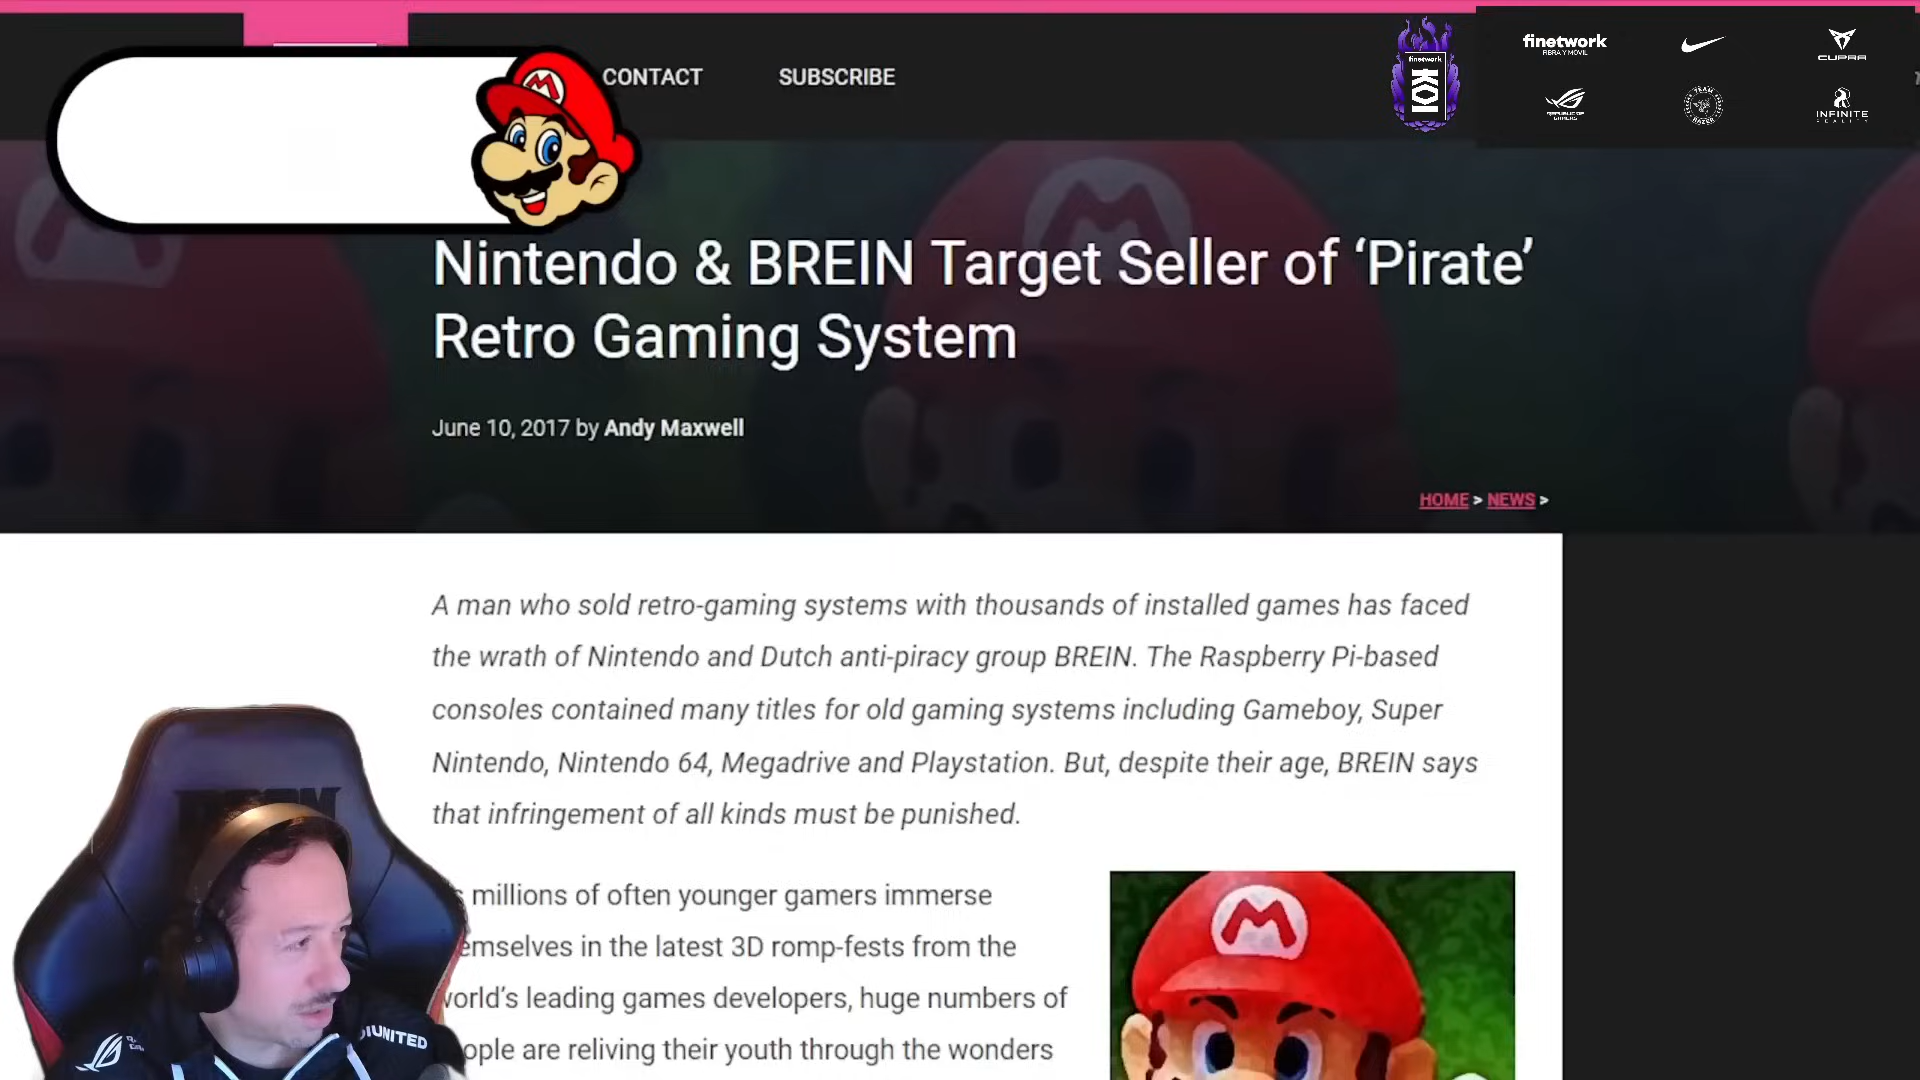 CONTACT
SUBSCRIBE
finetwork
KOI
finetwork
FIBRA Y MOVIL
CUPRA
REPUBLIC OF
GAMERS
TEAM
RAZER
INFINITE
REALITY
M
Nintendo & BREIN Target Seller of ‘Pirate’
Retro Gaming System
June 10, 2017 by Andy Maxwell
HOME > NEWS >
A man who sold retro-gaming systems with thousands of installed games has faced
the wrath of Nintendo and Dutch anti-piracy group BREIN. The Raspberry Pi-based
consoles contained many titles for old gaming systems including Gameboy, Super
Nintendo, Nintendo 64, Megadrive and Playstation. But, despite their age, BREIN says
that infringement of all kinds must be punished.
millions of often younger gamers immerse
emselves in the latest 3D romp-fests from the
world’s leading games developers, huge numbers of
ople are reliving their youth through the wonders
UNITED